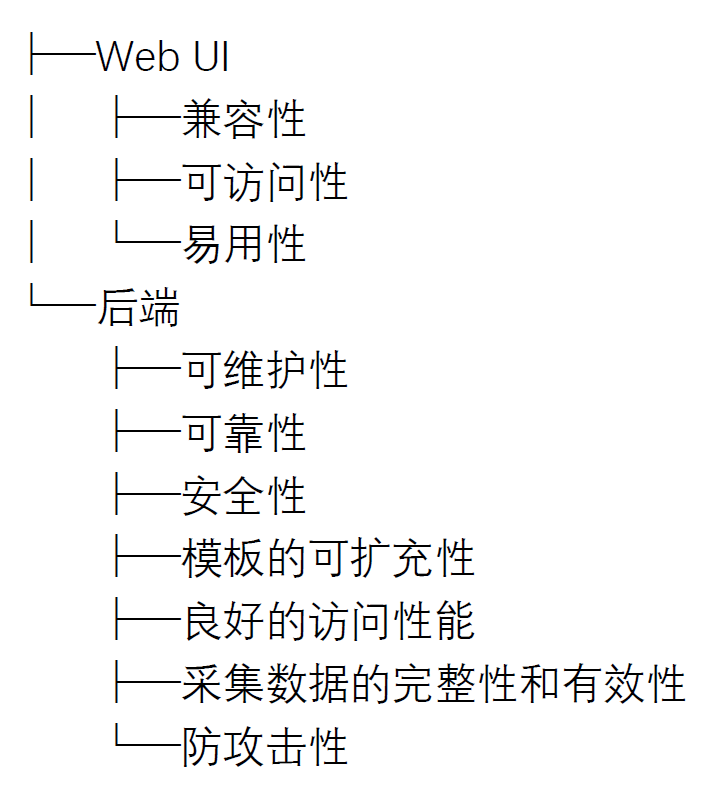 ├──Web UI
│   ├──兼容性
│   ├──可访问性
│   └──易用性
└──后端
    ├──可维护性
    ├──可靠性
    ├──安全性
    ├──模板的可扩充性
    ├──良好的访问性能
    ├──采集数据的完整性和有效性
    └──防攻击性